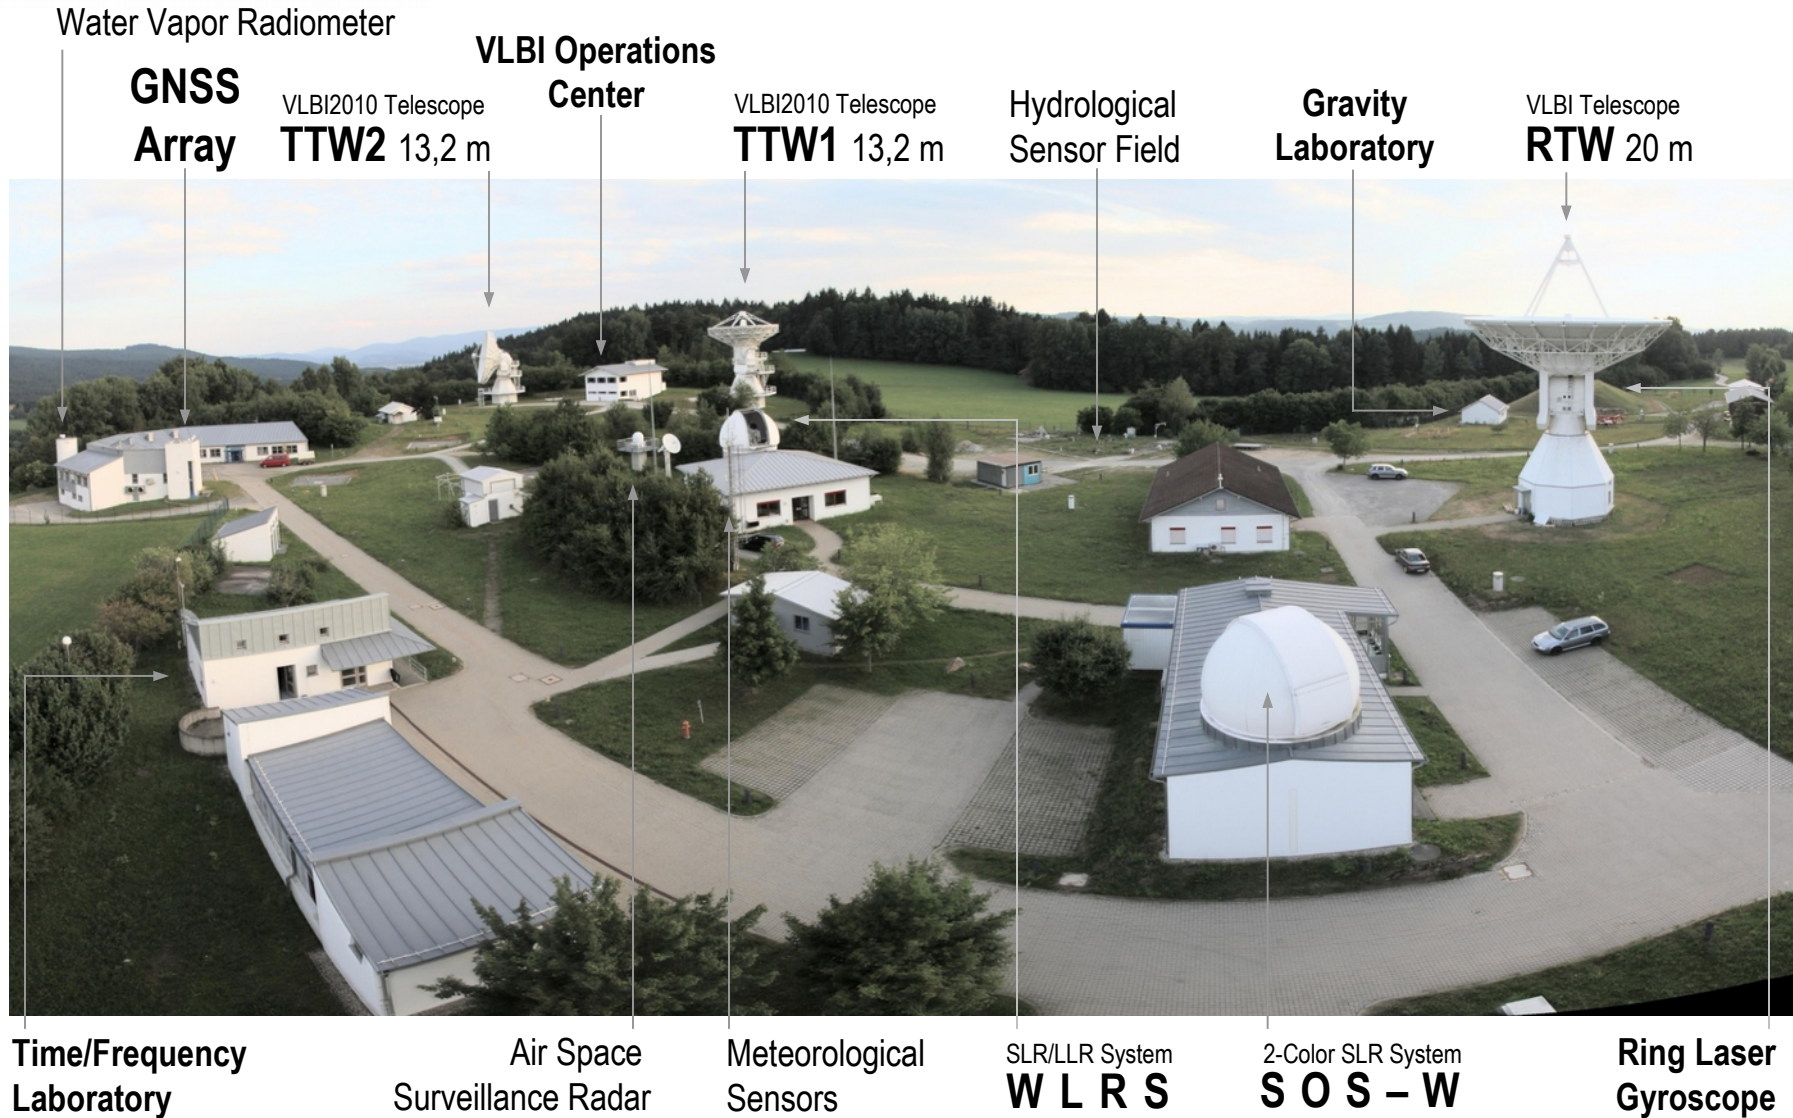 Water Vapor Radiometer
GNSS
Array
VLBI2010 Telescope
TTW2 13,2 m
VLBI Operations
Center
VLBI2010 Telescope
TTW1 13,2 m
Hydrological
Sensor Field
Gravity
Laboratory
VLBI Telescope
RTW 20 m
Time/Frequency
Laboratory
Air Space
Surveillance Radar
Meteorological
Sensors
SLR/LLR System
W L R S
2-Color SLR System
S O S – W
Ring Laser
Gyroscope